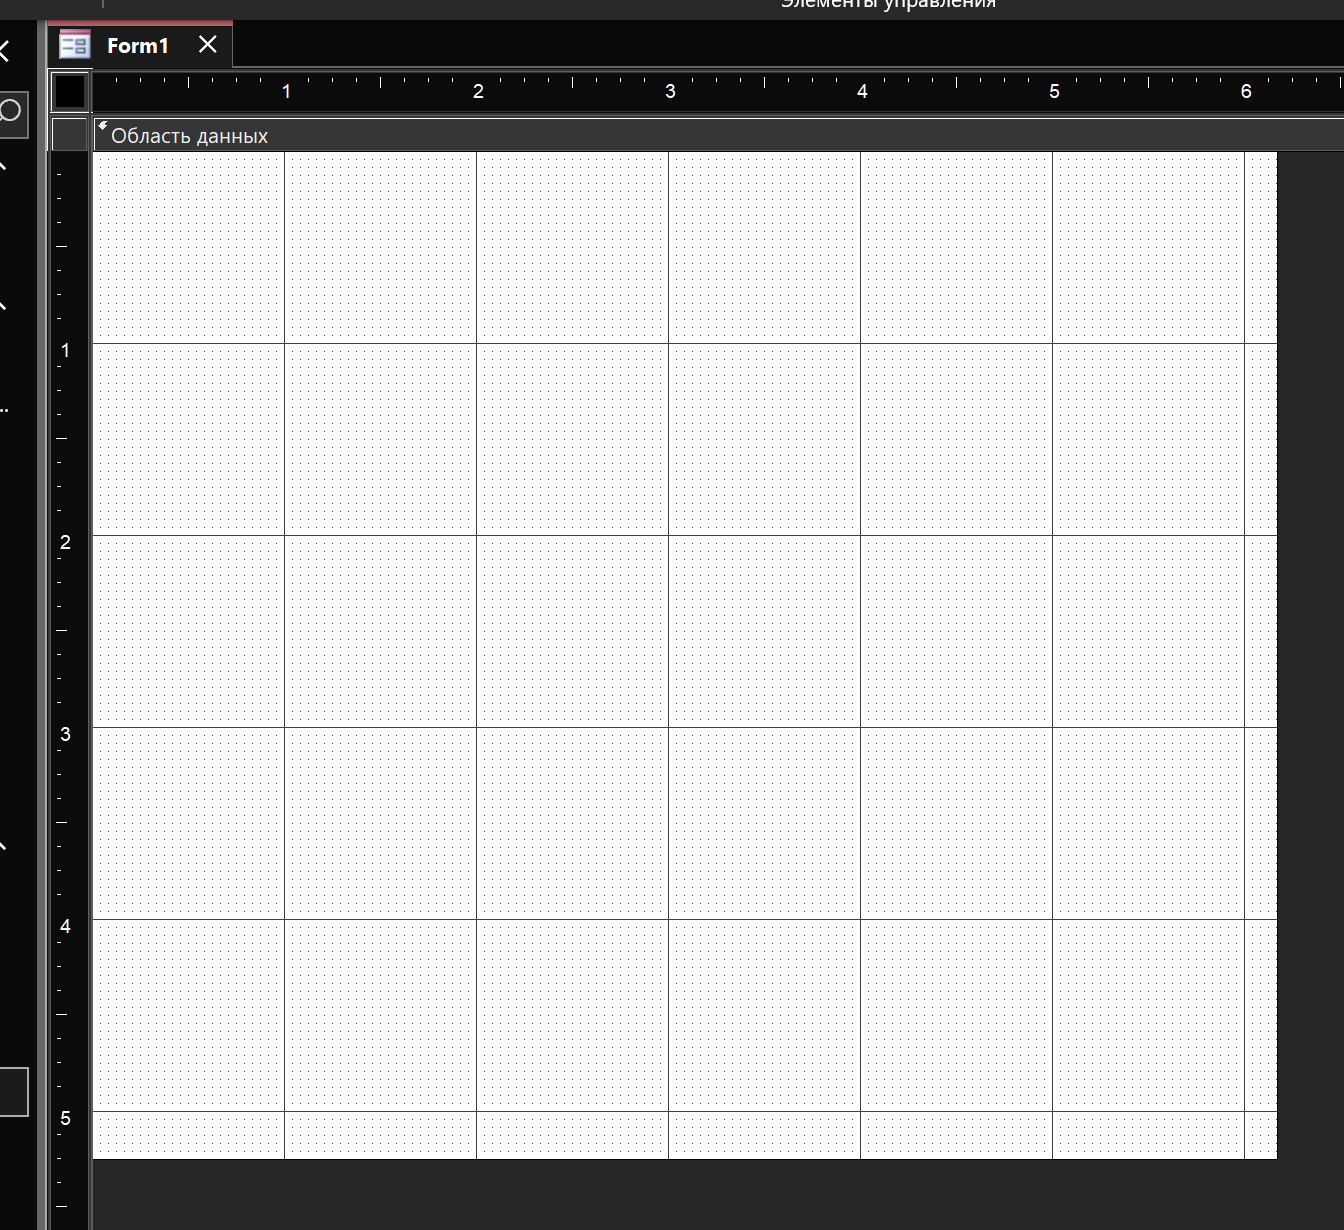 Элементы управления
Form1
1 2 3 4 5 6
Область данных
1
2
3
4
5